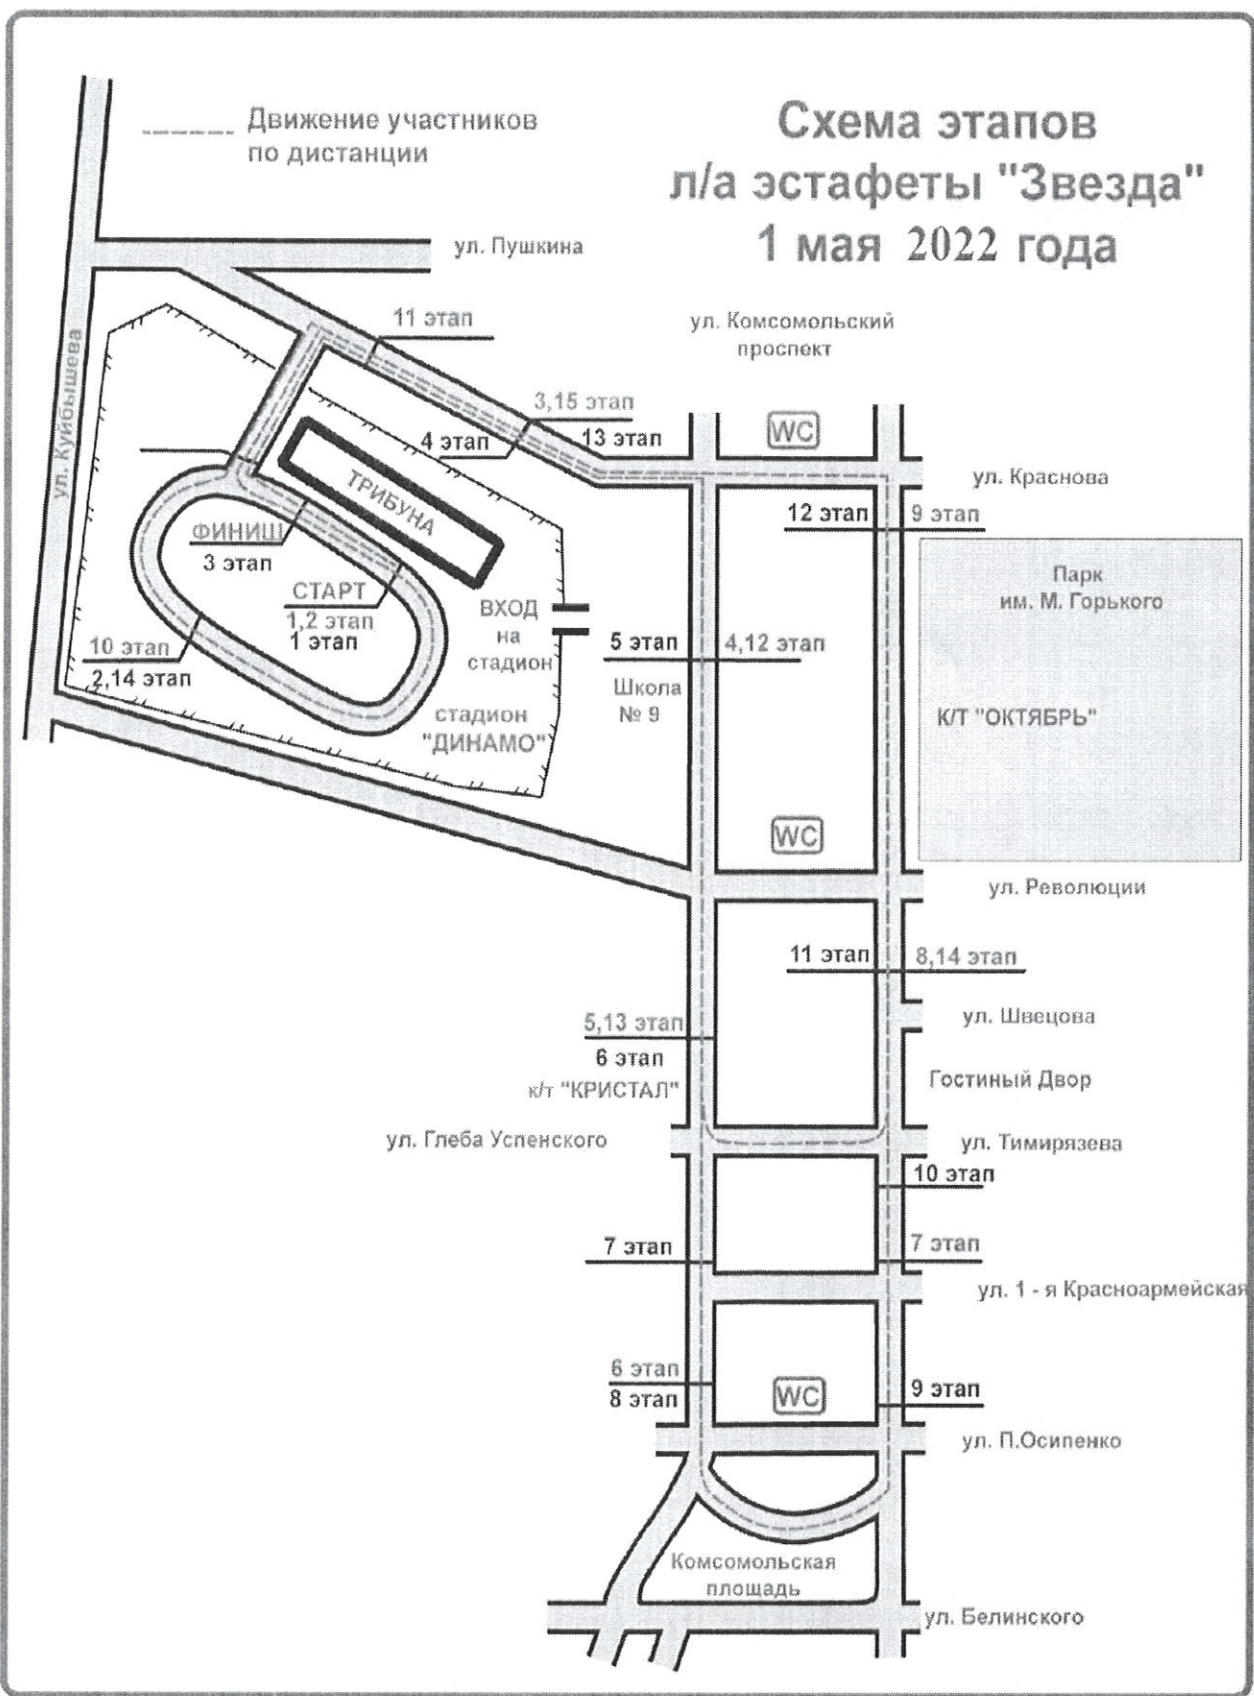 Движение участников
по дистанции
Схема этапов
л/а эстафеты "Звезда"
1 мая 2022 года
ул. Пушкина
11 этап
ул. Комсомольский
проспект
ул. Куйбышева
3,15 этап
4 этап
13 этап
WC
ул. Краснова
ТРИБУНА
12 этап
9 этап
ФИНИШ
3 этап
Парк
им. М. Горького
СТАРТ
1,2 этап
1 этап
ВХОД
на
стадион
10 этап
2,14 этап
5 этап
4,12 этап
Школа
№ 9
стадион
"ДИНАМО"
К/Т "ОКТЯБРЬ"
WC
ул. Революции
11 этап
8,14 этап
5,13 этап
6 этап
к/т "КРИСТАЛ"
ул. Швецова
Гостиный Двор
ул. Глеба Успенского
ул. Тимирязева
10 этап
7 этап
7 этап
ул. 1 - я Красноармейская
6 этап
8 этап
WC
9 этап
ул. П.Осипенко
Комсомольская
площадь
ул. Белинского